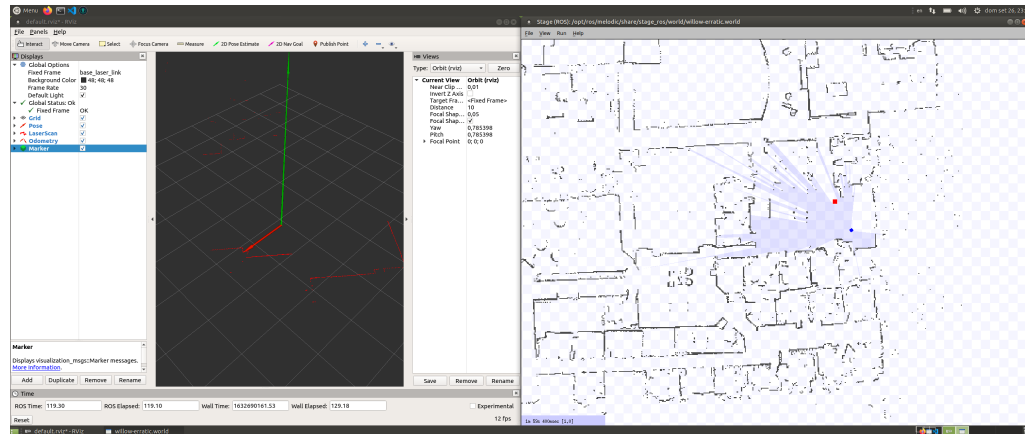 Menu
en
dom set 26, 23
default.rviz* - RViz
File Panels Help
Interact Move Camera Select Focus Camera Measure 2D Pose Estimate 2D Nav Goal Publish Point
Displays
Global Options
Fixed Frame base_laser_link
Background Color 48; 48; 48
Frame Rate 30
Default Light
Global Status: Ok
Fixed Frame OK
Grid
Pose
LaserScan
Odometry
Marker
Marker
Displays visualization_msgs::Marker messages.
More Information.
Add Duplicate Remove Rename
Views
Type: Orbit (rviz) Zero
Current View Orbit (rviz)
Near Clip ... 0,01
Invert Z Axis
Target Fra... <Fixed Frame>
Distance 10
Focal Shap... 0,05
Focal Shap...
Yaw 0,785398
Pitch 0,785398
Focal Point 0; 0; 0
Save Remove Rename
Time
ROS Time: 119.30 ROS Elapsed: 119.10 Wall Time: 1632690161.53 Wall Elapsed: 129.18 Experimental
Reset 12 fps
Stage (ROS): /opt/ros/melodic/share/stage_ros/world/willow-erratic.world
File View Run Help
1m 59s 400msec [1.0]
default.rviz* - RViz willow-erratic.world